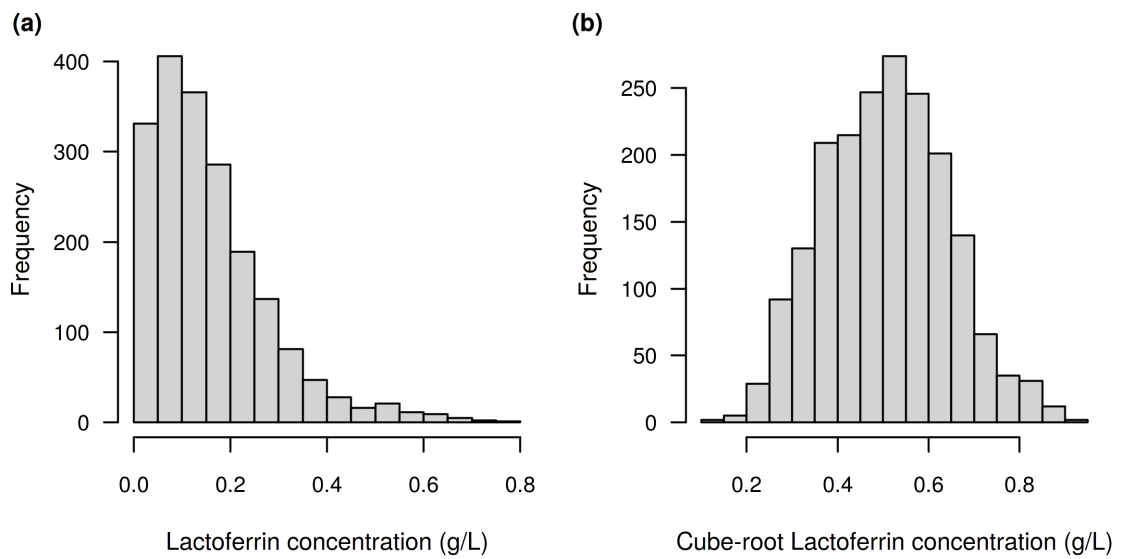 (a)
Frequency
400
300
200
100
0
0.0 0.2 0.4 0.6 0.8
Lactoferrin concentration (g/L)
(b)
Frequency
250
200
150
100
50
0
0.2 0.4 0.6 0.8
Cube-root Lactoferrin concentration (g/L)